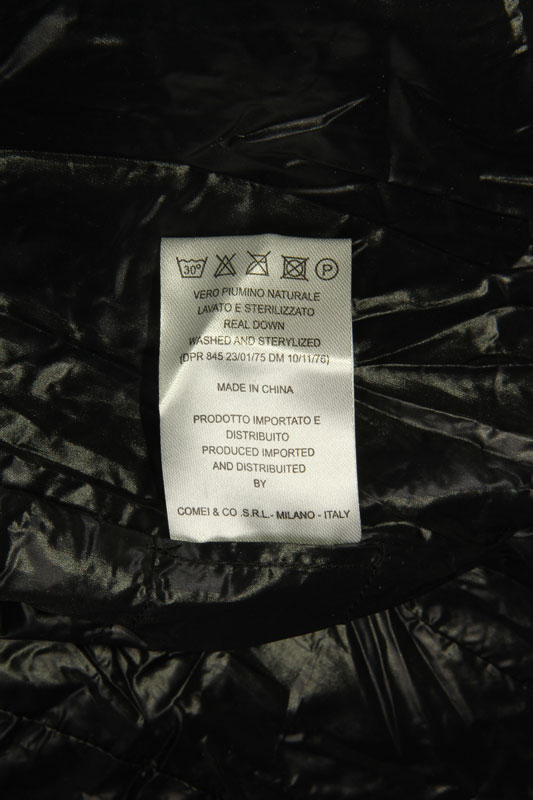 30° P
VERO PIUMINO NATURALE
LAVATO E STERILIZZATO
REAL DOWN
WASHED AND STERYLIZED
(DPR 845 23/01/75 DM 10/11/76)
MADE IN CHINA
PRODOTTO IMPORTATO E
DISTRIBUITO
PRODUCED IMPORTED
AND DISTRIBUTED
BY
COMEI & CO .S.R.L.- MILANO - ITALY